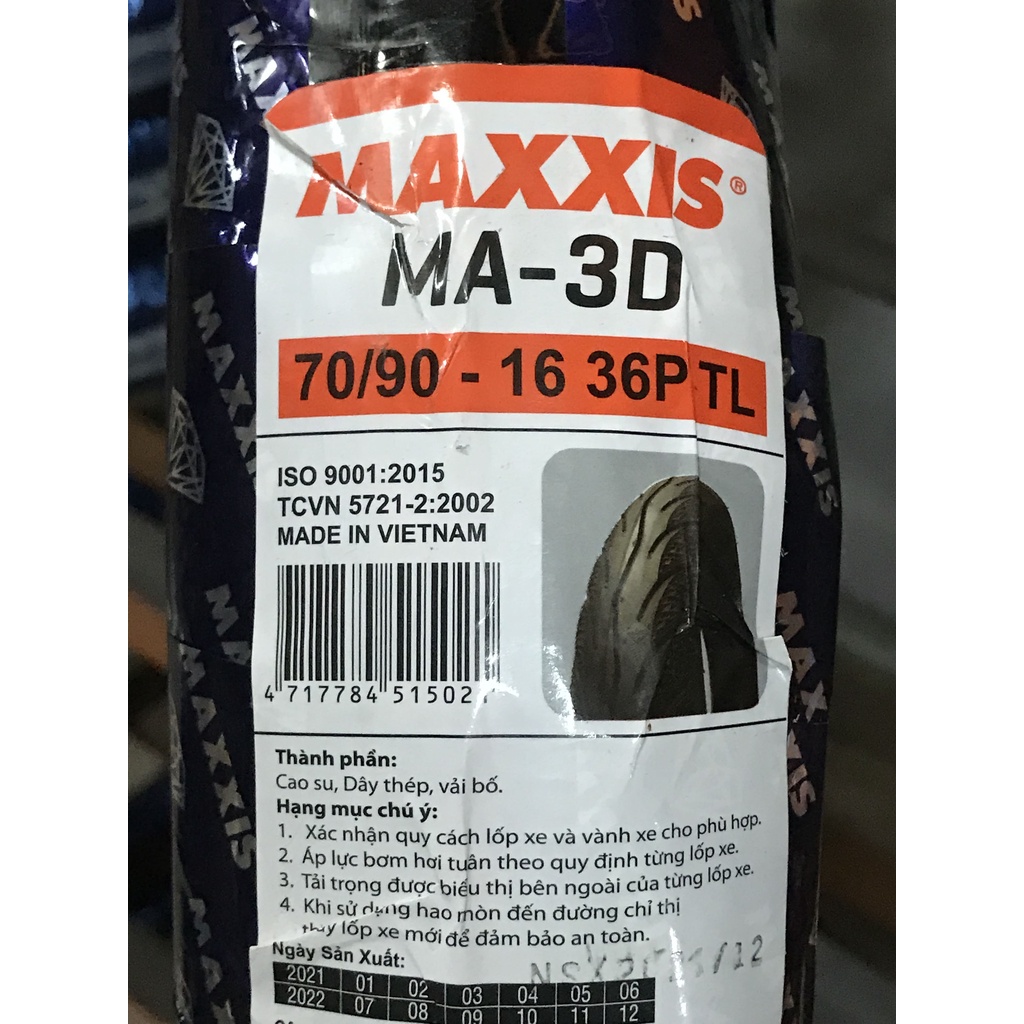 MAXXIS®
MA-3D
70/90 - 16 36P TL
ISO 9001:2015
TCVN 5721-2:2002
MADE IN VIETNAM
4 717784 51502
Thành phần:
Cao su, Dây thép, vải bố.
Hạng mục chú ý:
1. Xác nhận quy cách lốp xe và vành xe cho phù hợp.
2. Áp lực bơm hơi tuân theo quy định từng lốp xe.
3. Tải trọng được biểu thị bên ngoài của từng lốp xe.
4. Khi sử dụng hao mòn đến đường chỉ thị
thay lốp xe mới để đảm bảo an toàn.
Ngày Sản Xuất:
2021 01 02 03 04 05 06
2022 07 08 09 10 11 12
MAXXIS
MAXXIS
MAXXIS
MAXXIS